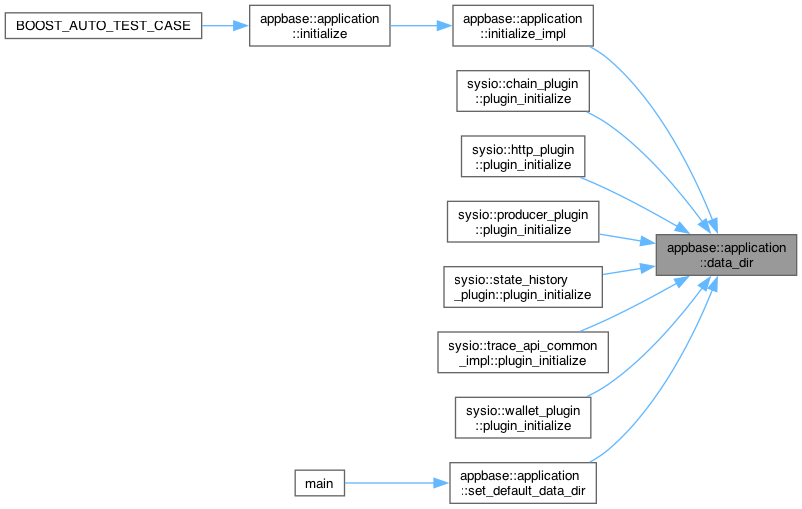 BOOST_AUTO_TEST_CASE
appbase::application
::initialize
appbase::application
::initialize_impl
sysio::chain_plugin
::plugin_initialize
sysio::http_plugin
::plugin_initialize
sysio::producer_plugin
::plugin_initialize
appbase::application
::data_dir
sysio::state_history
_plugin::plugin_initialize
sysio::trace_api_common
_impl::plugin_initialize
sysio::wallet_plugin
::plugin_initialize
main
appbase::application
::set_default_data_dir